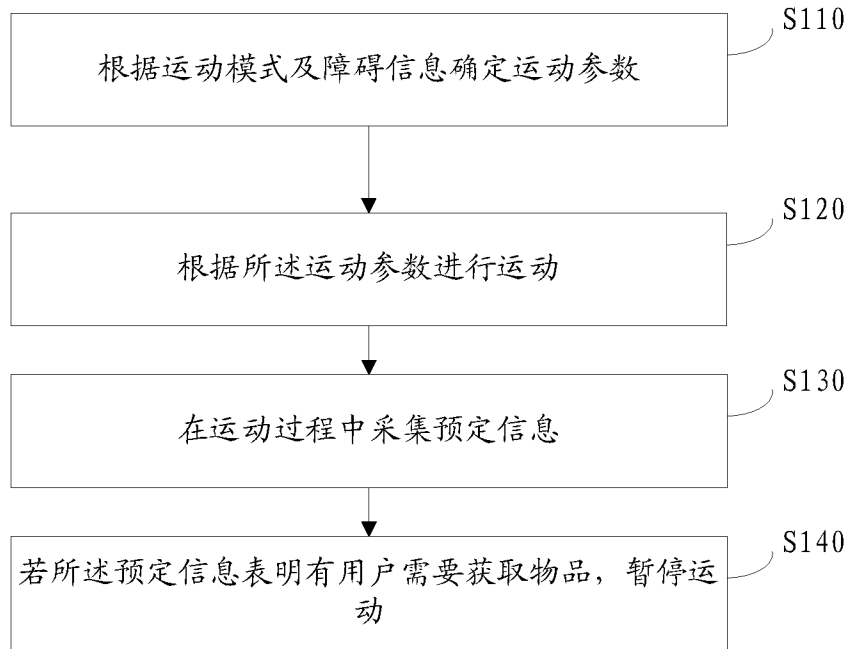 S110
根据运动模式及障碍信息确定运动参数
S120
根据所述运动参数进行运动
S130
在运动过程中采集预定信息
S140
若所述预定信息表明有用户需要获取物品，暂停运
动